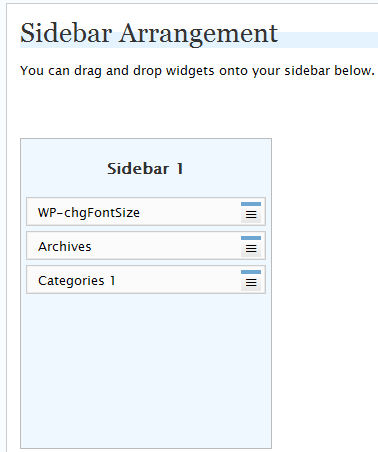 Sidebar Arrangement
You can drag and drop widgets onto your sidebar below.
Sidebar 1
WP-chgFontSize
Archives
Categories 1